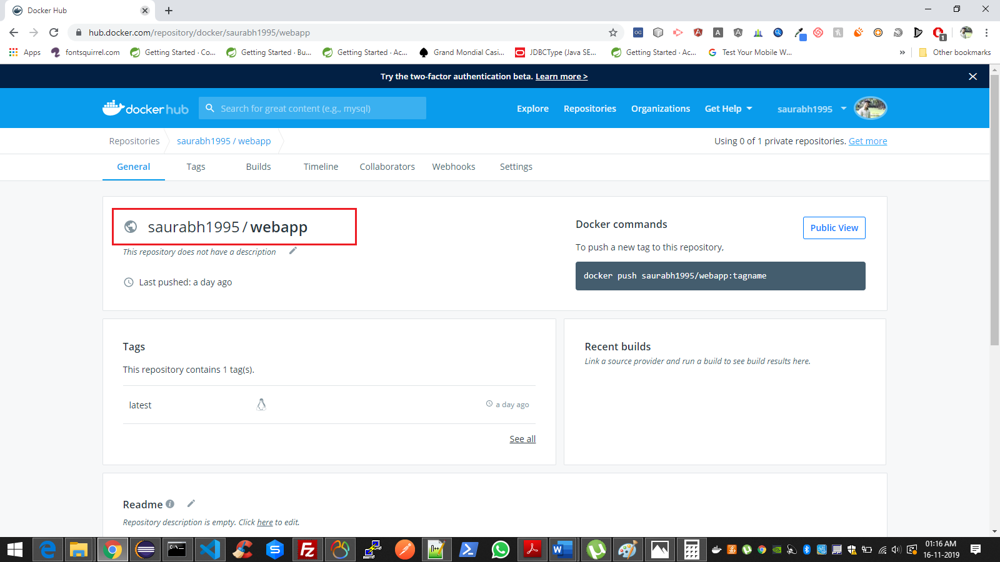 Docker Hub
hub.docker.com/repository/docker/saurabh1995/webapp
Apps fontsquirrel.com Getting Started · Co... Getting Started · Bu... Getting Started · Ac... Grand Mondial Casi... JDBCType (Java SE... Getting Started · Ac... Test Your Mobile W... » Other bookmarks
Try the two-factor authentication beta. Learn more >
docker hub Search for great content (e.g., mysql) Explore Repositories Organizations Get Help saurabh1995
Repositories saurabh1995 / webapp Using 0 of 1 private repositories. Get more
General Tags Builds Timeline Collaborators Webhooks Settings
saurabh1995 / webapp
This repository does not have a description
Last pushed: a day ago
Docker commands
Public View
To push a new tag to this repository,
docker push saurabh1995/webapp:tagname
Tags
This repository contains 1 tag(s).
latest a day ago
See all
Recent builds
Link a source provider and run a build to see build results here.
Readme
Repository description is empty. Click here to edit.
01:16 AM
16-11-2019